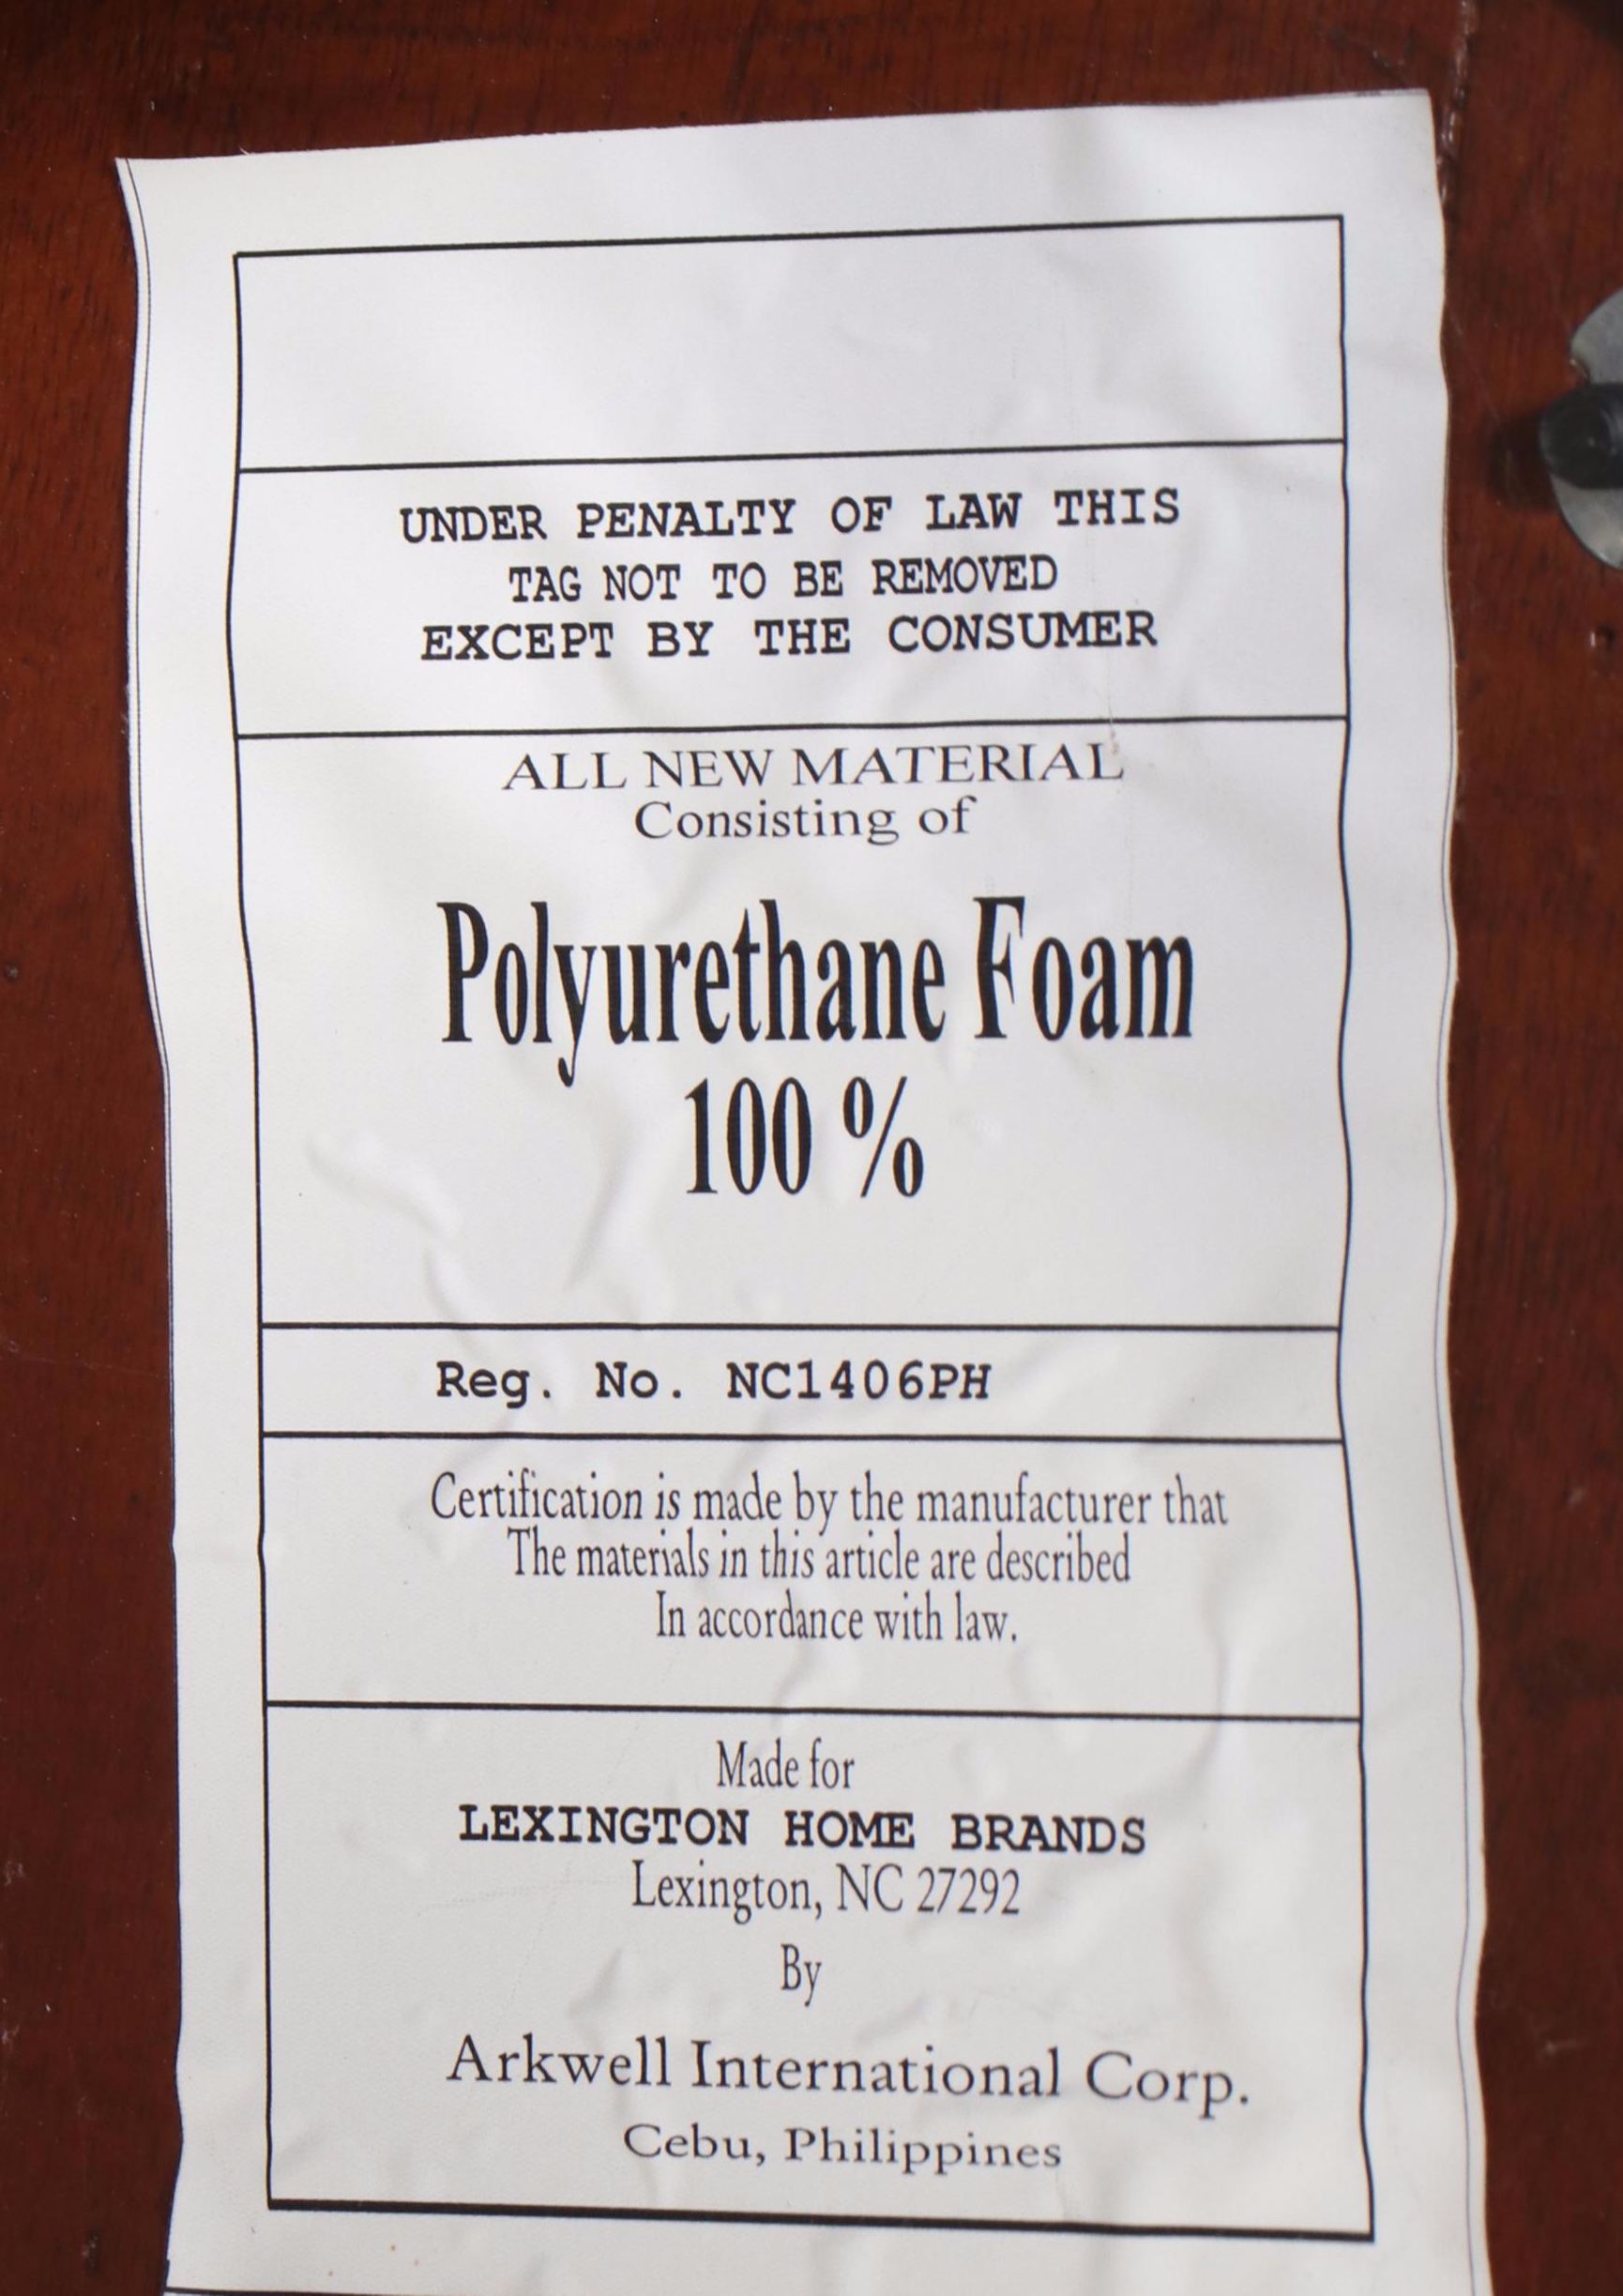 UNDER PENALTY OF LAW THIS
TAG NOT TO BE REMOVED
EXCEPT BY THE CONSUMER
ALL NEW MATERIAL
Consisting of
Polyurethane Foam
100 %
Reg. No. NC1406PH
Certification is made by the manufacturer that
The materials in this article are described
In accordance with law.
Made for
LEXINGTON HOME BRANDS
Lexington, NC 27292
By
Arkwell International Corp.
Cebu, Philippines